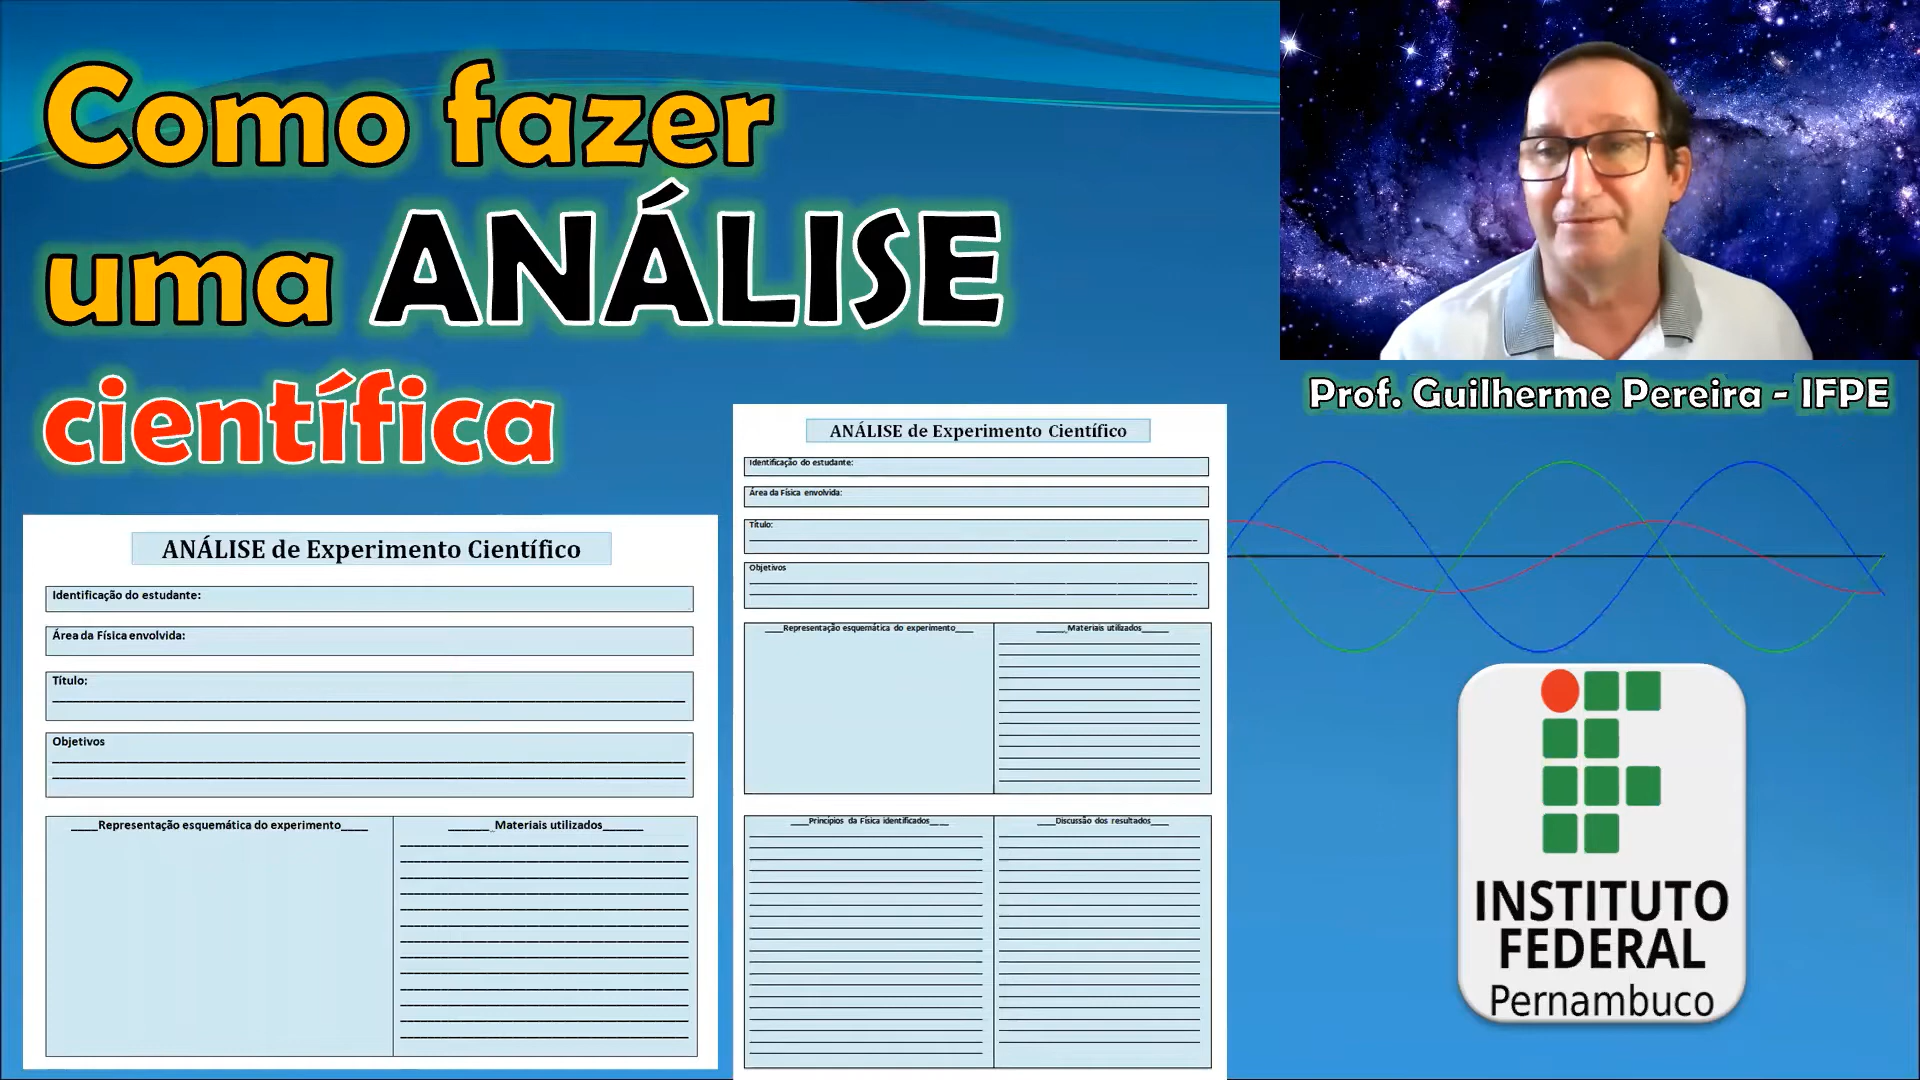 Como fazer
uma ANÁLISE
científica
Prof. Guilherme Pereira - IFPE
ANÁLISE de Experimento Científico
Identificação do estudante:
Área da Física envolvida:
Título:
Objetivos
Representação esquemática do experimento
Materiais utilizados
ANÁLISE de Experimento Científico
Identificação do estudante:
Área da Física envolvida:
Título:
Objetivos
Representação esquemática do experimento
Materiais utilizados
Princípios da Física identificados
Discussão dos resultados
INSTITUTO
FEDERAL
Pernambuco